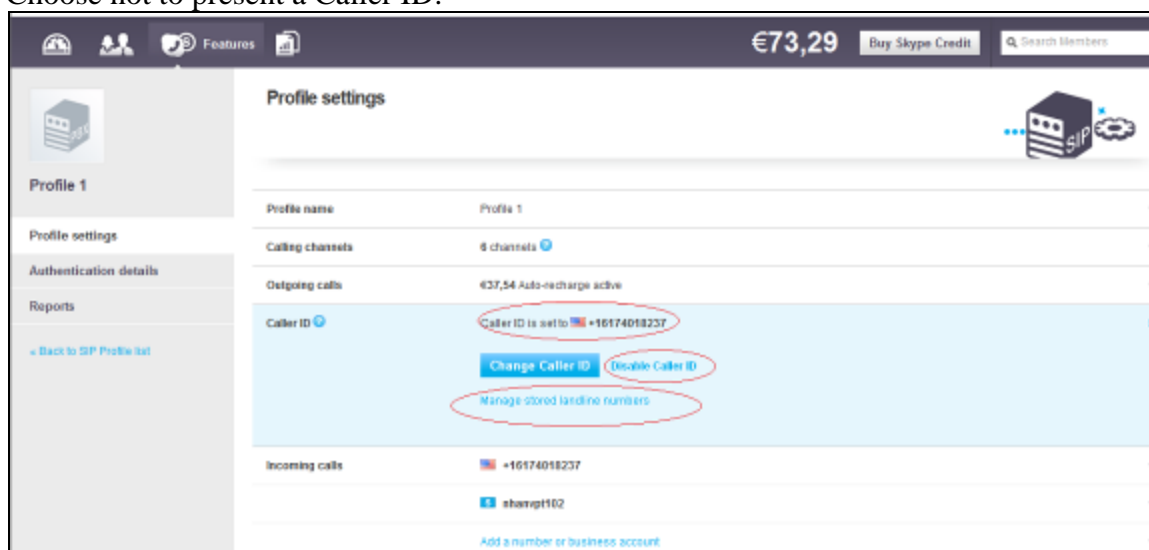 Choose not to present a Caller ID.
Features
€73,29
Buy Skype Credit
Search Members
PBX
Profile settings
SIP
Profile 1
Profile name Profile 1
Profile settings
Calling channels 6 channels
Authentication details
Outgoing calls €37,54 Auto-recharge active
Reports
Caller ID Caller ID is set to +16174018237
« Back to SIP Profile list
Change Caller ID Disable Caller ID
Manage stored landline numbers
Incoming calls +16174018237
nhanvpt102
Add a number or business account